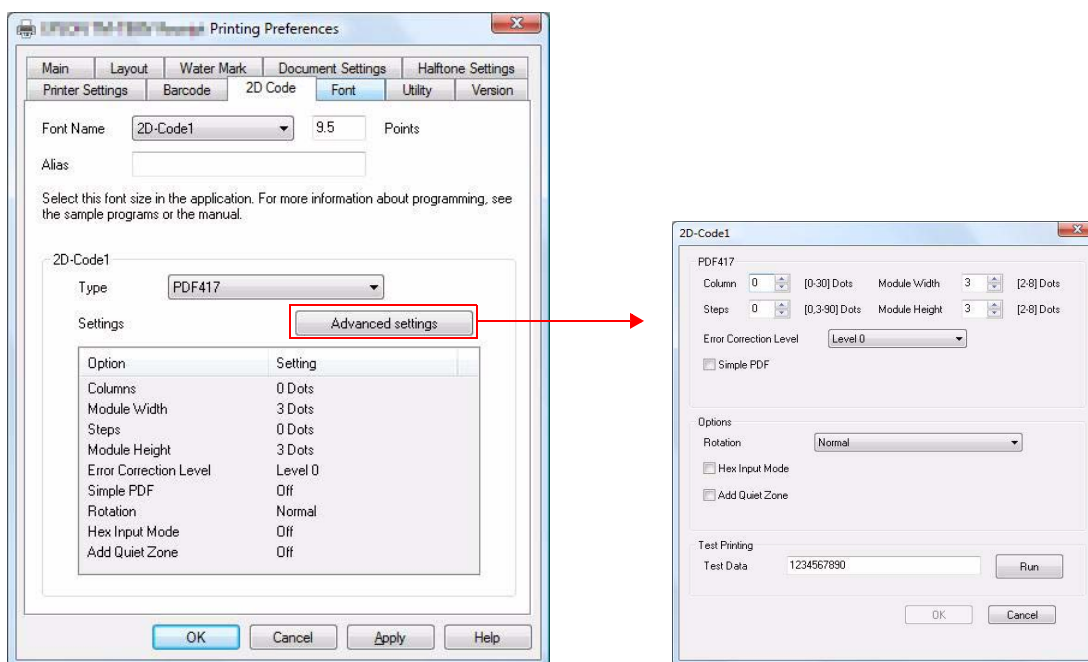 Printing Preferences
Main Layout Water Mark Document Settings Halftone Settings
Printer Settings Barcode 2D Code Font Utility Version
Font Name 2D-Code1 9.5 Points
Alias
Select this font size in the application. For more information about programming, see
the sample programs or the manual.
2D-Code1
Type PDF417
Settings Advanced settings
Option Setting
Columns 0 Dots
Module Width 3 Dots
Steps 0 Dots
Module Height 3 Dots
Error Correction Level Level 0
Simple PDF Off
Rotation Normal
Hex Input Mode Off
Add Quiet Zone Off
OK Cancel Apply Help
2D-Code1
PDF417
Column 0 [0-30] Dots Module Width 3 [2-8] Dots
Steps 0 [0,3-90] Dots Module Height 3 [2-8] Dots
Error Correction Level Level 0
Simple PDF
Options
Rotation Normal
Hex Input Mode
Add Quiet Zone
Test Printing
Test Data 1234567890 Run
OK Cancel